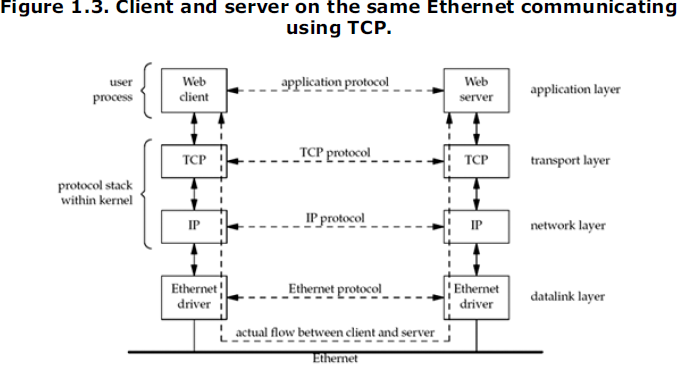 Figure 1.3. Client and server on the same Ethernet communicating
using TCP.
user
process
Web
client
application protocol
Web
server
application layer
protocol stack
within kernel
TCP
TCP protocol
TCP
transport layer
IP
IP protocol
IP
network layer
Ethernet
driver
Ethernet protocol
Ethernet
driver
datalink layer
actual flow between client and server
Ethernet